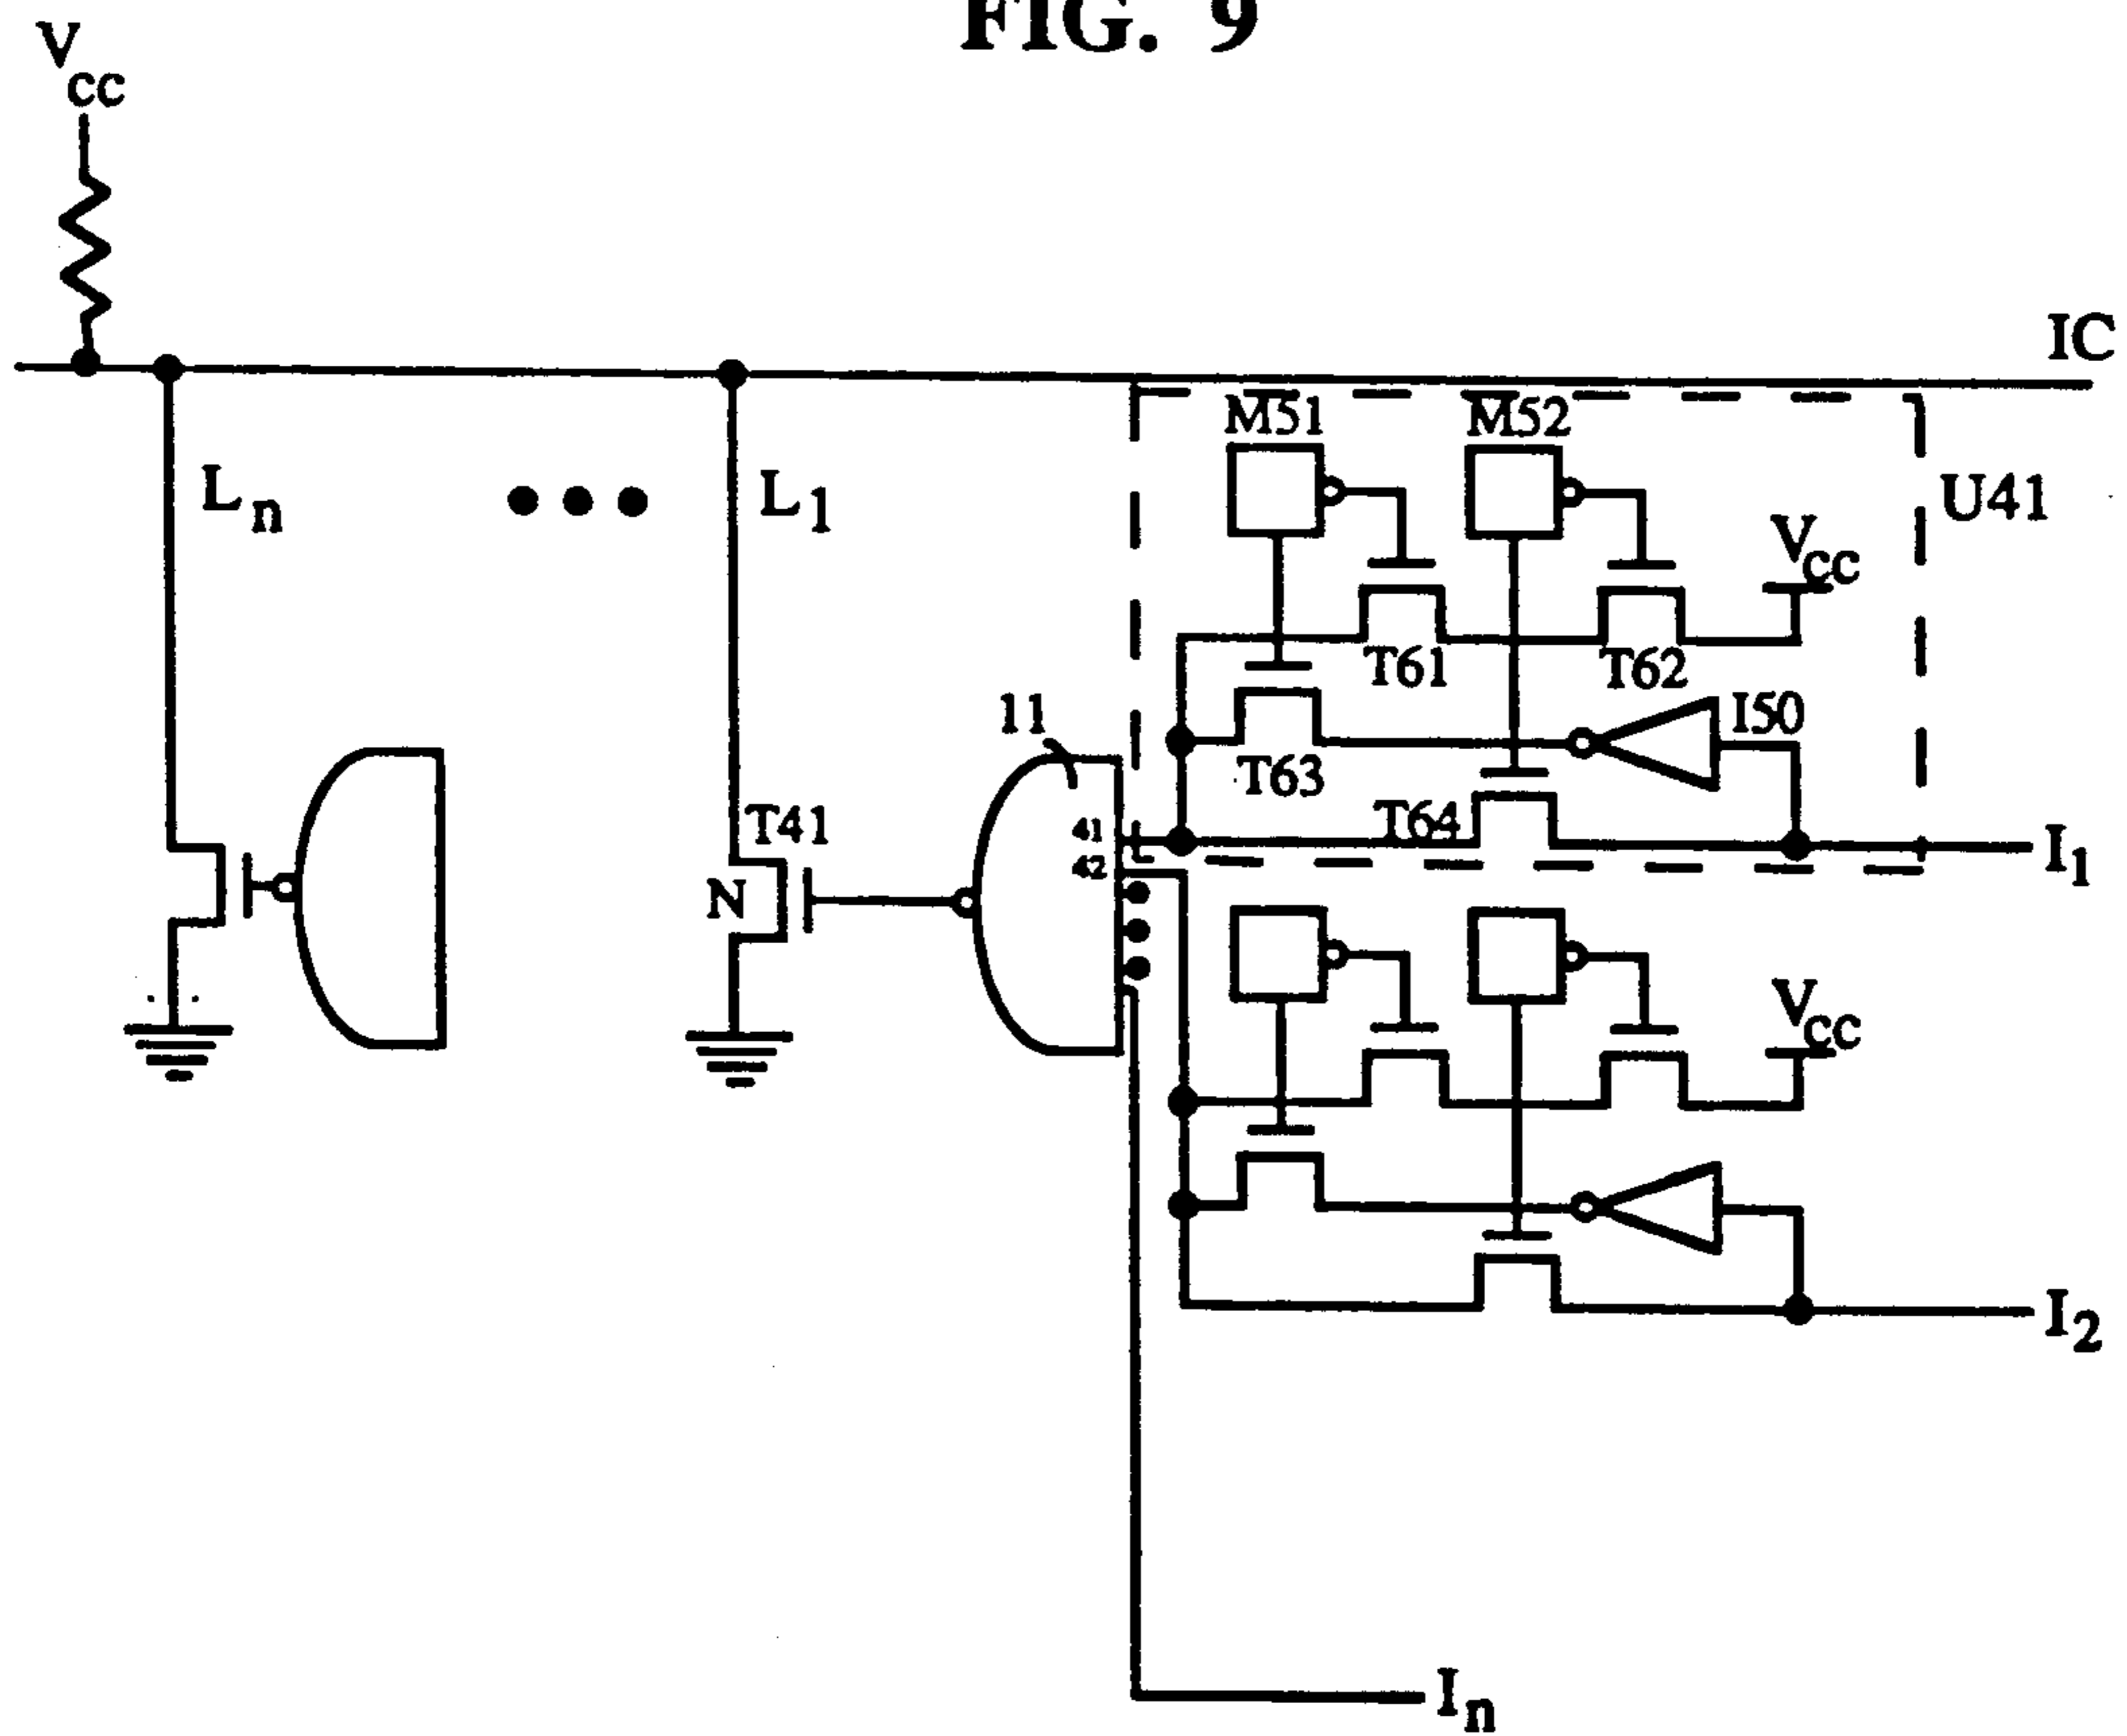 FIG. 9
VCC
IC
M51
M52
Ln
L1
U41
VCC
T61
T62
11
I50
T63
T41
T64
41
42
I1
N
VCC
I2
In